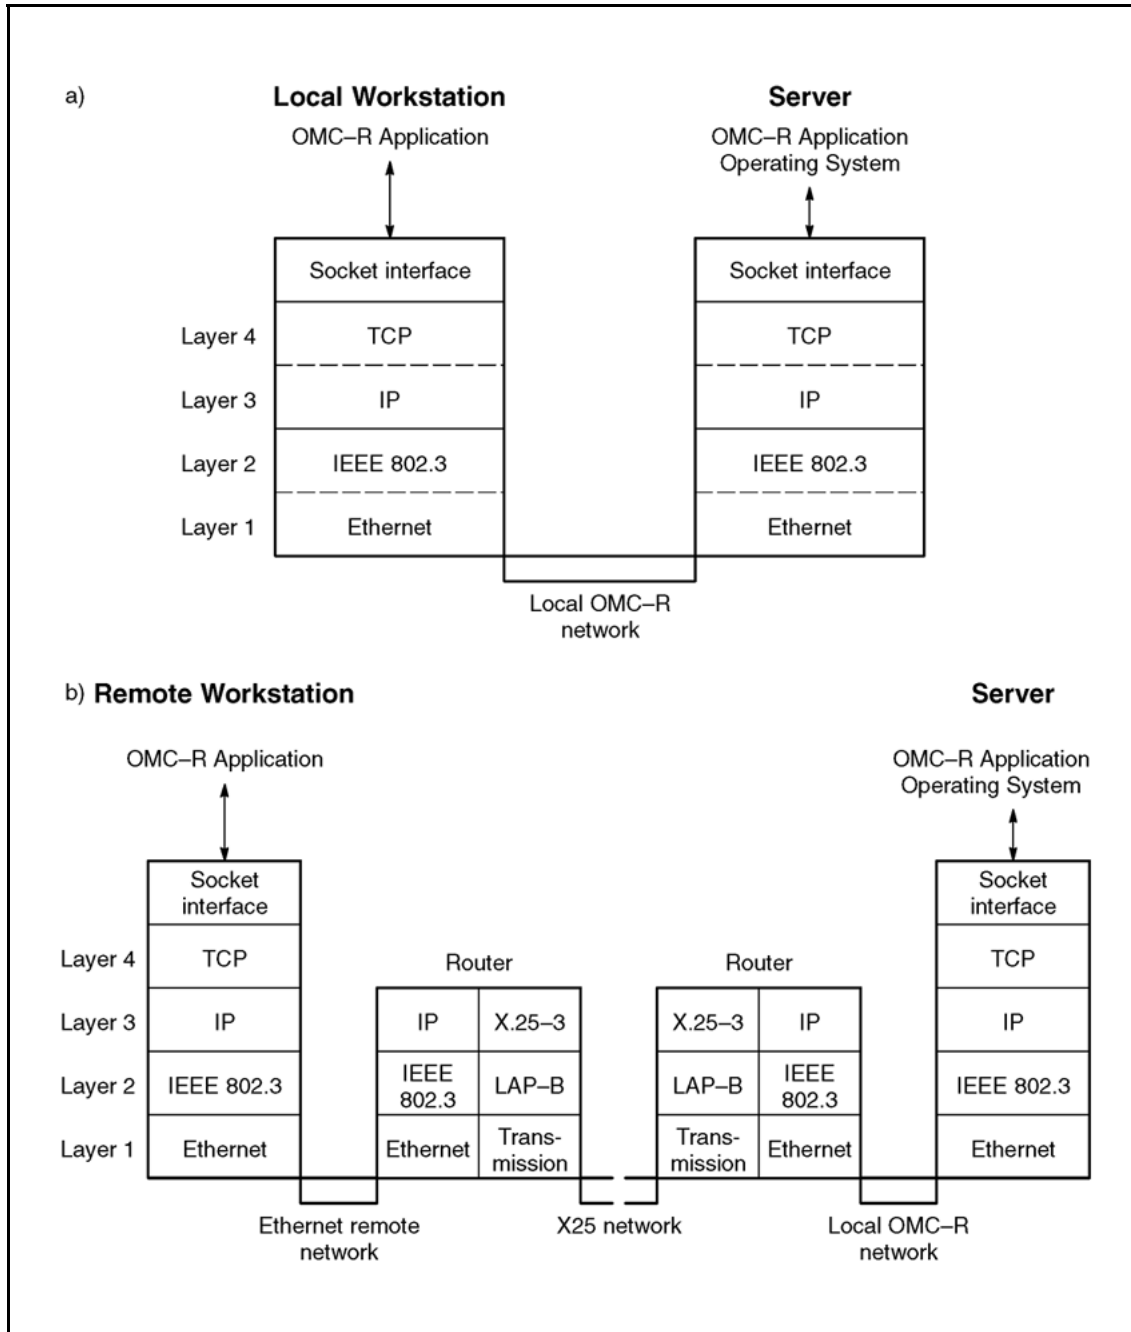 a)
Local Workstation
Server
OMC–R Application
OMC–R Application
Operating System
Socket interface
Socket interface
Layer 4
TCP
TCP
Layer 3
IP
IP
Layer 2
IEEE 802.3
IEEE 802.3
Layer 1
Ethernet
Ethernet
Local OMC–R
network
b) Remote Workstation
Server
OMC–R Application
OMC–R Application
Operating System
Socket
interface
Socket
interface
Layer 4
TCP
Router
Router
TCP
Layer 3
IP
IP
X.25–3
X.25–3
IP
IP
Layer 2
IEEE 802.3
IEEE
802.3
LAP–B
LAP–B
IEEE
802.3
IEEE 802.3
Layer 1
Ethernet
Ethernet
Trans-
mission
Trans-
mission
Ethernet
Ethernet
Ethernet remote
network
X25 network
Local OMC–R
network